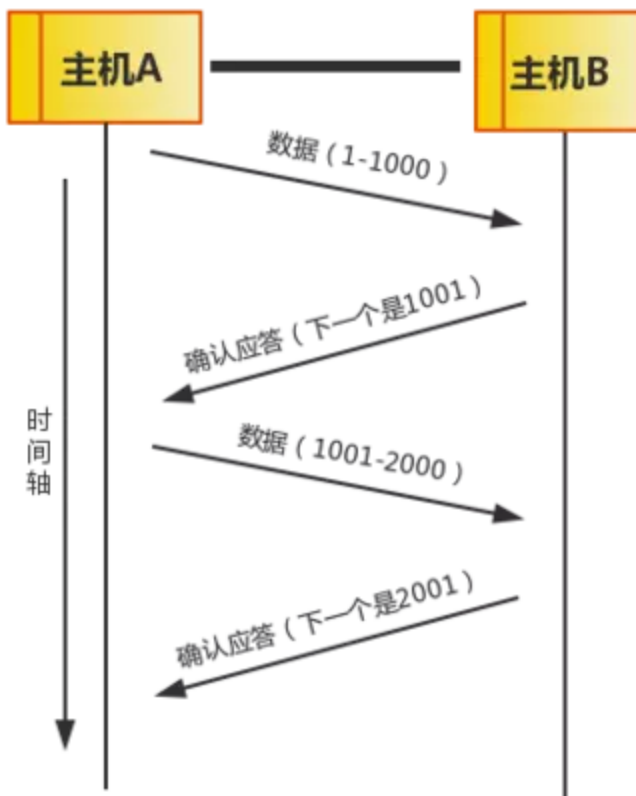 主机A
主机B
数据（1-1000）
确认应答（下一个是1001）
数据（1001-2000）
确认应答（下一个是2001）
时间轴